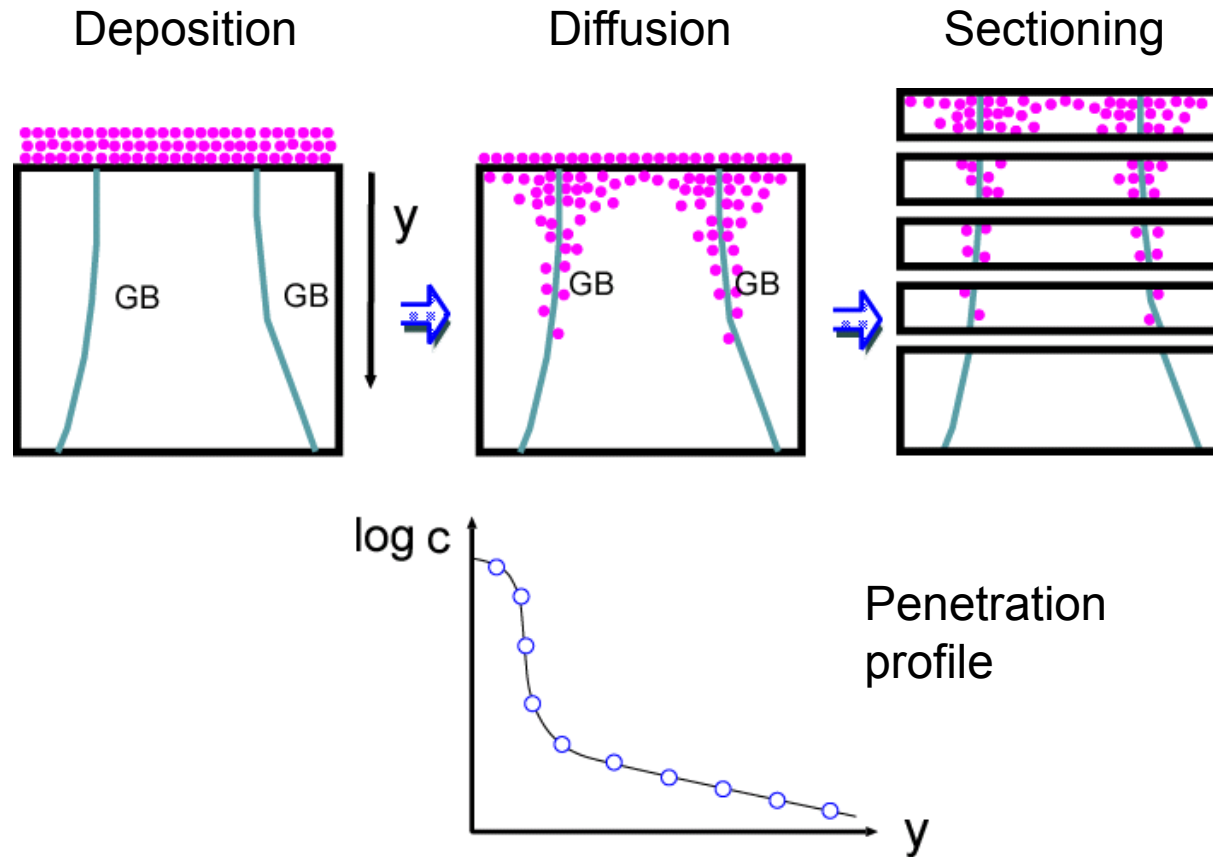 Deposition
Diffusion
Sectioning
y
GB
GB
GB
GB
log c
Penetration
profile
y